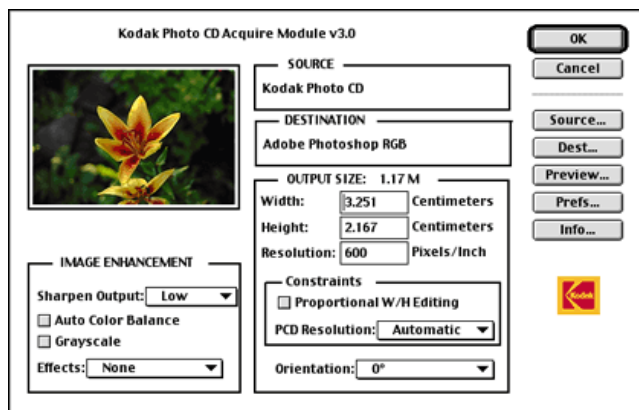 Kodak Photo CD Acquire Module v3.0
SOURCE
Kodak Photo CD
DESTINATION
Adobe Photoshop RGB
OUTPUT SIZE: 1.17 M
Width: 3.251 Centimeters
Height: 2.167 Centimeters
Resolution: 600 Pixels/Inch
Constraints
Proportional W/H Editing
PCD Resolution: Automatic
Orientation: 0°
IMAGE ENHANCEMENT
Sharpen Output: Low
Auto Color Balance
Grayscale
Effects: None
OK
Cancel
Source...
Dest...
Preview...
Prefs...
Info...
Kodak